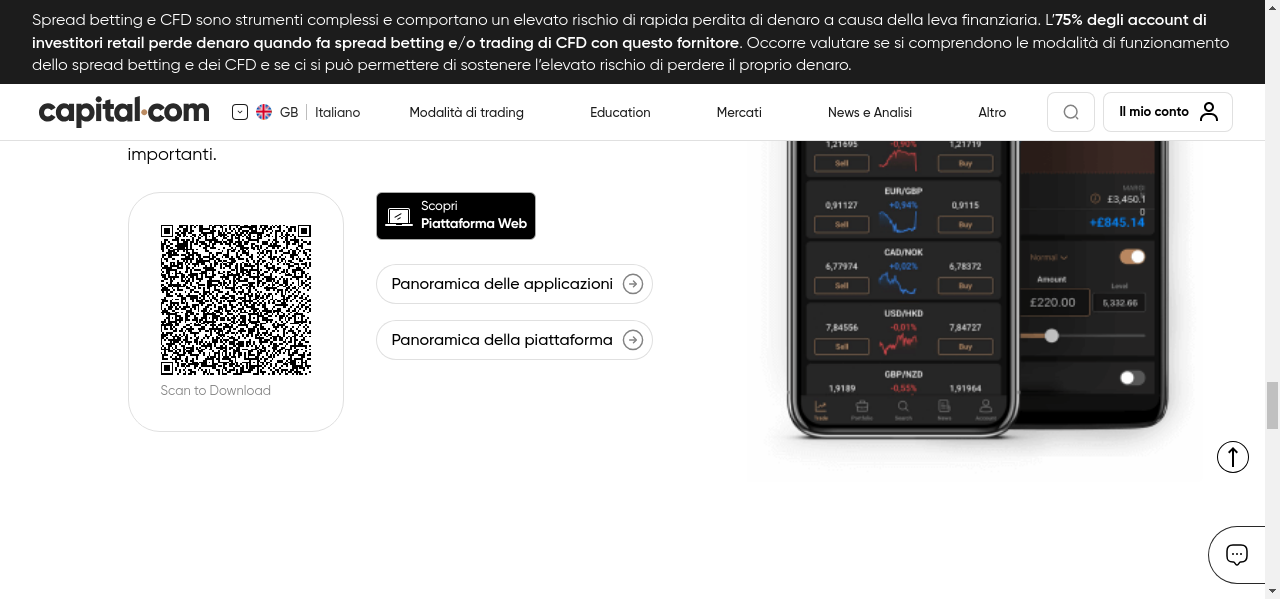 Spread betting e CFD sono strumenti complessi e comportano un elevato rischio di rapida perdita di denaro a causa della leva finanziaria. L’75% degli account di
investitori retail perde denaro quando fa spread betting e/o trading di CFD con questo fornitore. Occorre valutare se si comprendono le modalità di funzionamento
dello spread betting e dei CFD e se ci si può permettere di sostenere l’elevato rischio di perdere il proprio denaro.
capital.com
GB
Italiano
Modalità di trading
Education
Mercati
News e Analisi
Altro
Il mio conto
importanti.
Scopri
Piattaforma Web
Panoramica delle applicazioni
Panoramica della piattaforma
Scan to Download
1,21695 -0,90% 1,21719
Sell Buy
EUR/GBP
0,91127 +0,94% 0,9115
Sell Buy
CAD/NOK
6,77974 +0,02% 6,78372
Sell Buy
USD/HKD
7,84556 -0,01% 7,84727
Sell Buy
GBP/NZD
1,9189 -0,55% 1,91964
Trade Portfolio Search News Account
£3,450.1
0
+£845.14
Normal
Amount
Level
£220.00
5,332.66